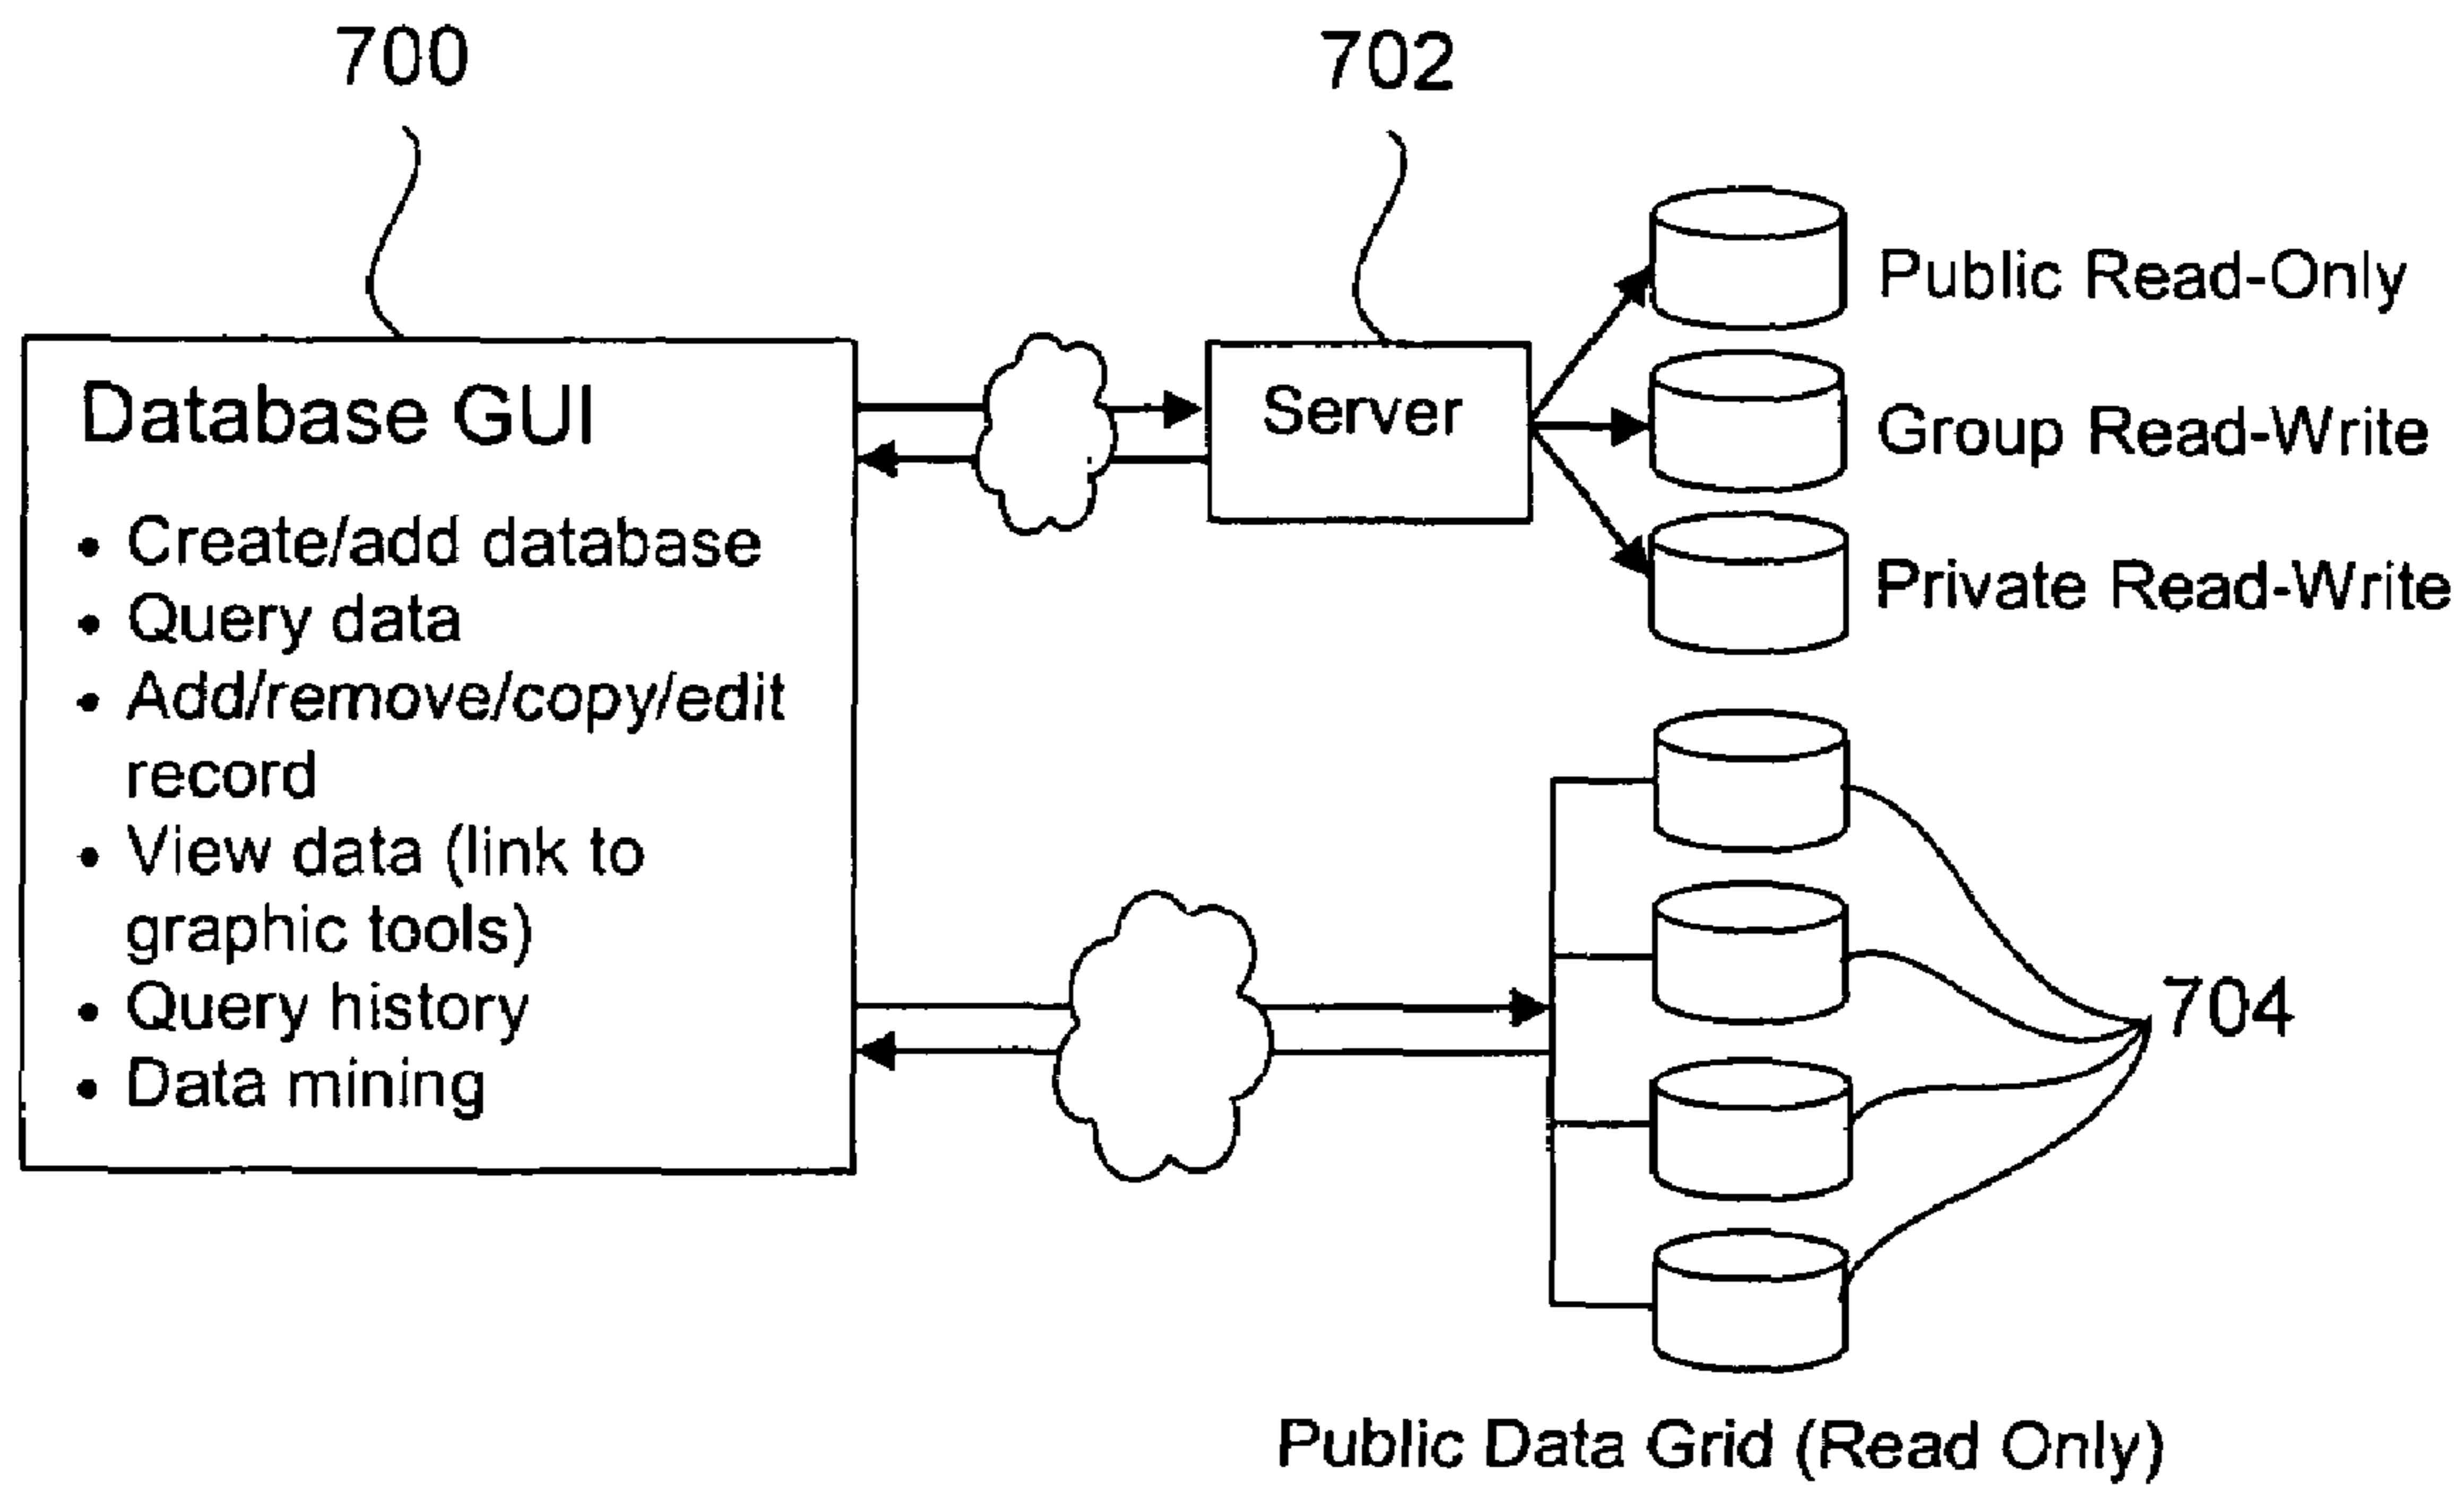 700
702
Database GUI
• Create/add database
• Query data
• Add/remove/copy/edit
record
• View data (link to
graphic tools)
• Query history
• Data mining
Server
Public Read-Only
Group Read-Write
Private Read-Write
704
Public Data Grid (Read Only)